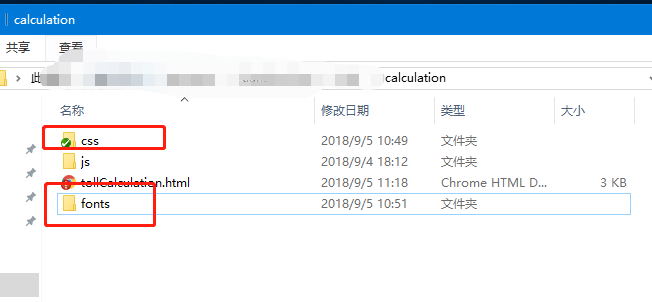 calculation
共享 查看
此 calculation
名称 修改日期 类型 大小
css 2018/9/5 10:49 文件夹
js 2018/9/4 18:12 文件夹
tollCalculation.html 2018/9/5 11:18 Chrome HTML D... 3 KB
fonts 2018/9/5 10:51 文件夹